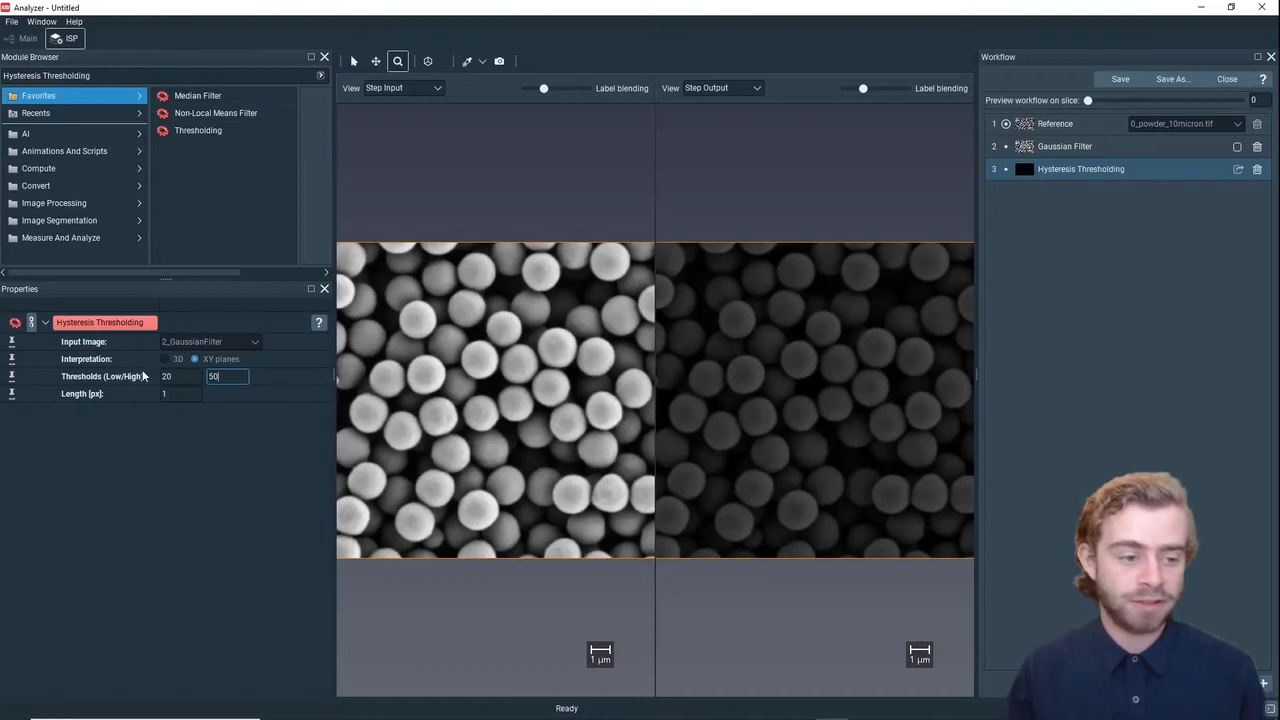 Analyzer - Untitled
File Window Help
Main ISP
Module Browser
Hysteresis Thresholding
Favorites
Recents
AI
Animations And Scripts
Compute
Convert
Image Processing
Image Segmentation
Measure And Analyze
Median Filter
Non-Local Means Filter
Thresholding
Properties
Hysteresis Thresholding ?
Input Image: 2_GaussianFilter
Interpretation: 3D XY planes
Thresholds (Low/High): 20 50
Length [px]: 1
View Step Input Label blending
View Step Output Label blending
1 µm
1 µm
Workflow
Save Save As... Close ?
Preview workflow on slice: 0
1 Reference 0_powder_10micron.tif
2 Gaussian Filter
3 Hysteresis Thresholding
Ready